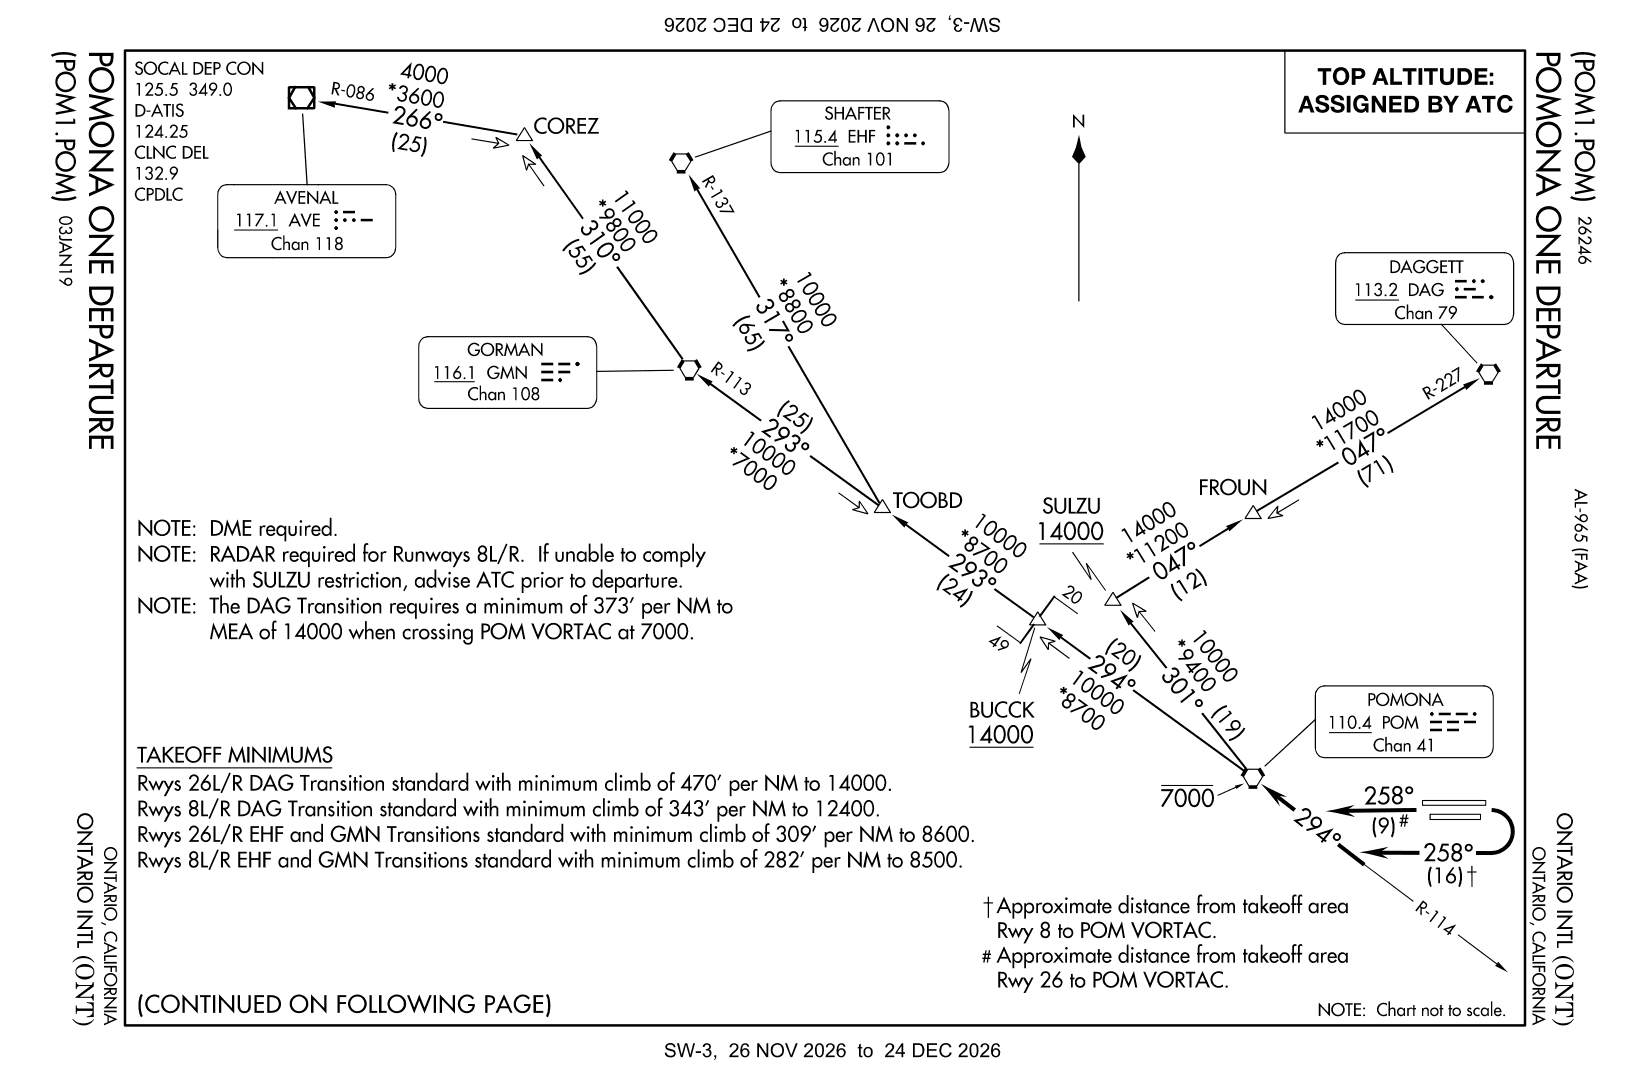 SW-3, 26 NOV 2026 to 24 DEC 2026
POMONA ONE DEPARTURE
(POM1.POM) 03JAN19
ONTARIO INTL (ONT)
ONTARIO, CALIFORNIA
(POM1.POM) 26246
POMONA ONE DEPARTURE
AL-965 (FAA)
ONTARIO INTL (ONT)
ONTARIO, CALIFORNIA
TOP ALTITUDE:
ASSIGNED BY ATC
SOCAL DEP CON
125.5 349.0
D-ATIS
124.25
CLNC DEL
132.9
CPDLC
AVENAL
117.1 AVE
Chan 118
R-086
4000
*3600
266°
(25)
COREZ
11000
*9800
310°
(55)
SHAFTER
115.4 EHF
Chan 101
R-137
10000
*8800
317°
(65)
N
GORMAN
116.1 GMN
Chan 108
R-113
(25)
293°
10000
*7000
TOOBD
10000
*8700
293°
(24)
DAGGETT
113.2 DAG
Chan 79
R-227
14000
*11700
047°
(71)
FROUN
14000
*11200
047°
(12)
SULZU
14000
20
49
BUCCK
14000
(20)
294°
10000
*8700
10000
*9400
301°
(19)
POMONA
110.4 POM
Chan 41
7000
258°
(9)#
294°
258°
(16)†
R-114
NOTE: DME required.
NOTE: RADAR required for Runways 8L/R. If unable to comply
with SULZU restriction, advise ATC prior to departure.
NOTE: The DAG Transition requires a minimum of 373' per NM to
MEA of 14000 when crossing POM VORTAC at 7000.
TAKEOFF MINIMUMS
Rwys 26L/R DAG Transition standard with minimum climb of 470' per NM to 14000.
Rwys 8L/R DAG Transition standard with minimum climb of 343' per NM to 12400.
Rwys 26L/R EHF and GMN Transitions standard with minimum climb of 309' per NM to 8600.
Rwys 8L/R EHF and GMN Transitions standard with minimum climb of 282' per NM to 8500.
† Approximate distance from takeoff area
Rwy 8 to POM VORTAC.
# Approximate distance from takeoff area
Rwy 26 to POM VORTAC.
(CONTINUED ON FOLLOWING PAGE)
NOTE: Chart not to scale.
SW-3, 26 NOV 2026 to 24 DEC 2026